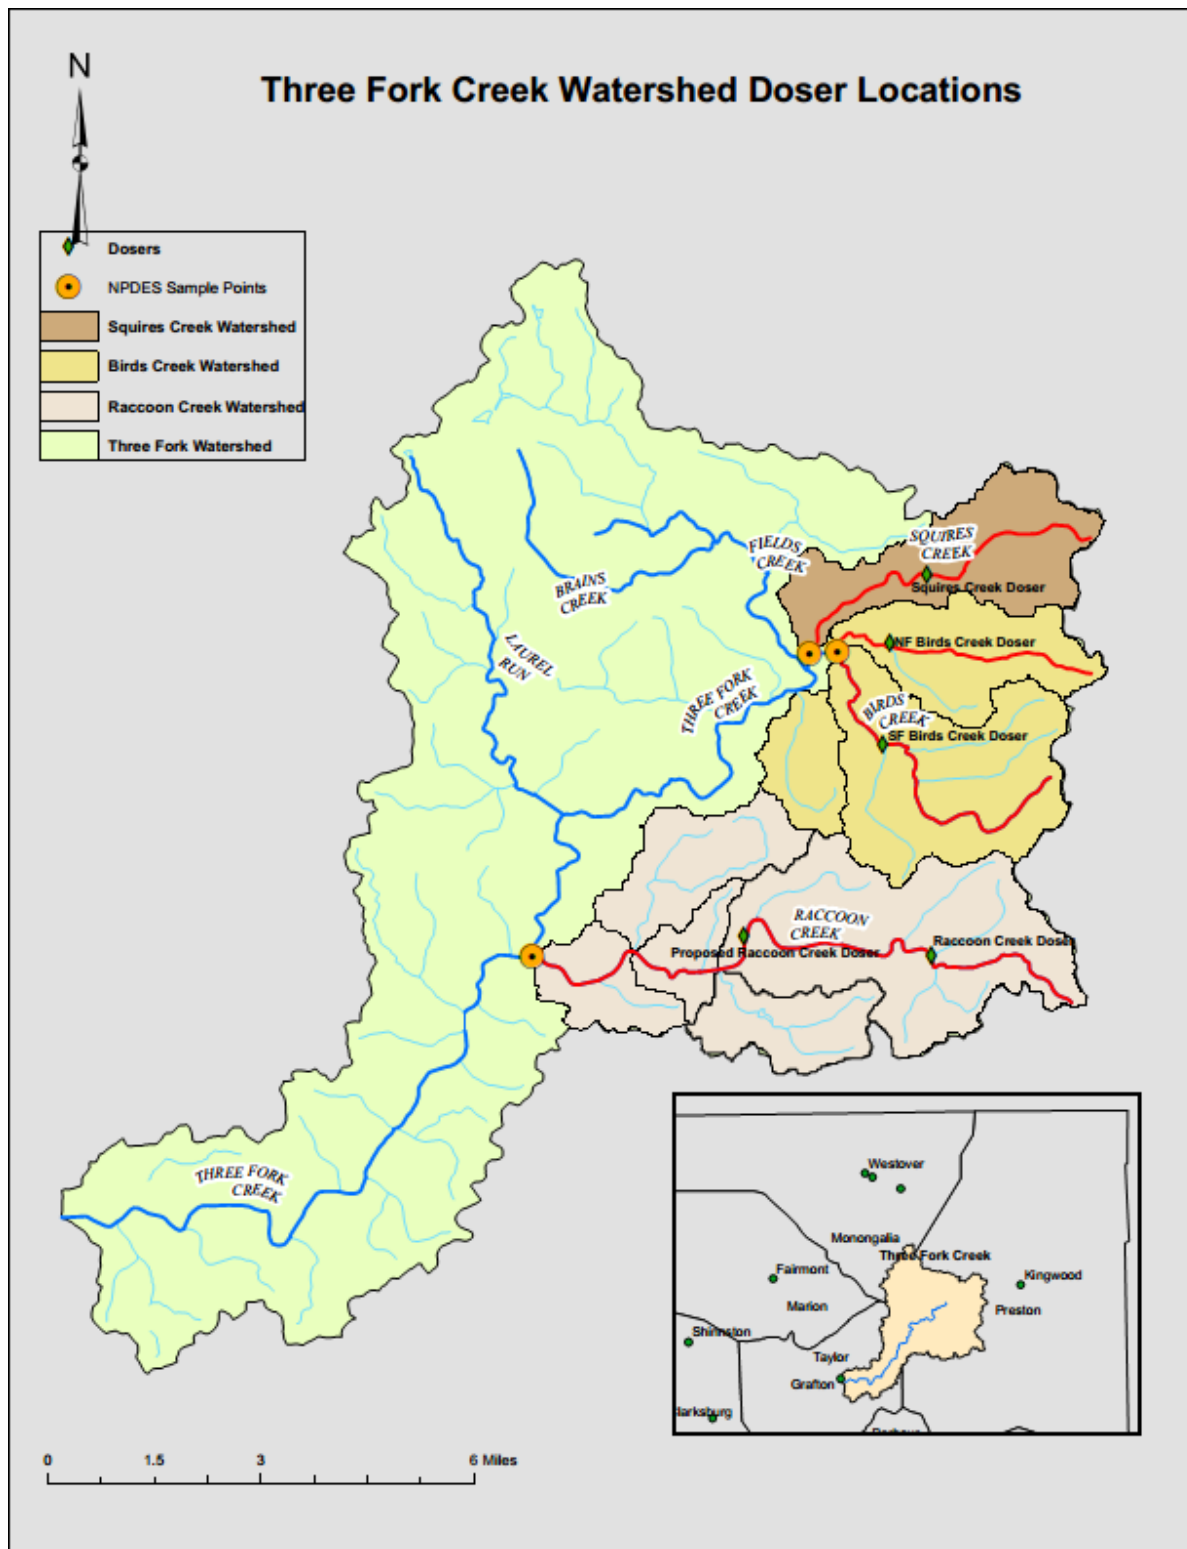 N
Three Fork Creek Watershed Doser Locations
Dosers
NPDES Sample Points
Squires Creek Watershed
Birds Creek Watershed
Raccoon Creek Watershed
Three Fork Watershed
SQUIRES
CREEK
FIELDS
CREEK
BRAINS
CREEK
Squires Creek Doser
NF Birds Creek Doser
LAUREL
RUN
THREE FORK
CREEK
BIRDS
CREEK
SF Birds Creek Doser
RACCOON
CREEK
Proposed Raccoon Creek Doser
Raccoon Creek Doser
THREE FORK
CREEK
Westover
Monongalia
Three Fork Creek
Fairmont
Kingwood
Marion
Preston
Shinnston
Taylor
Grafton
larksburg
0 1.5 3 6 Miles